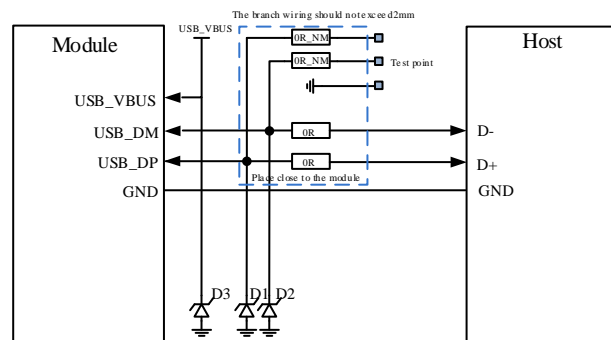 The branch wiring should not exceed 2mm
USB_VBUS
Module
Host
0R_NM
0R_NM
Test point
USB_VBUS
USB_DM
0R
D-
USB_DP
0R
D+
Place close to the module
GND
GND
D3
D1
D2